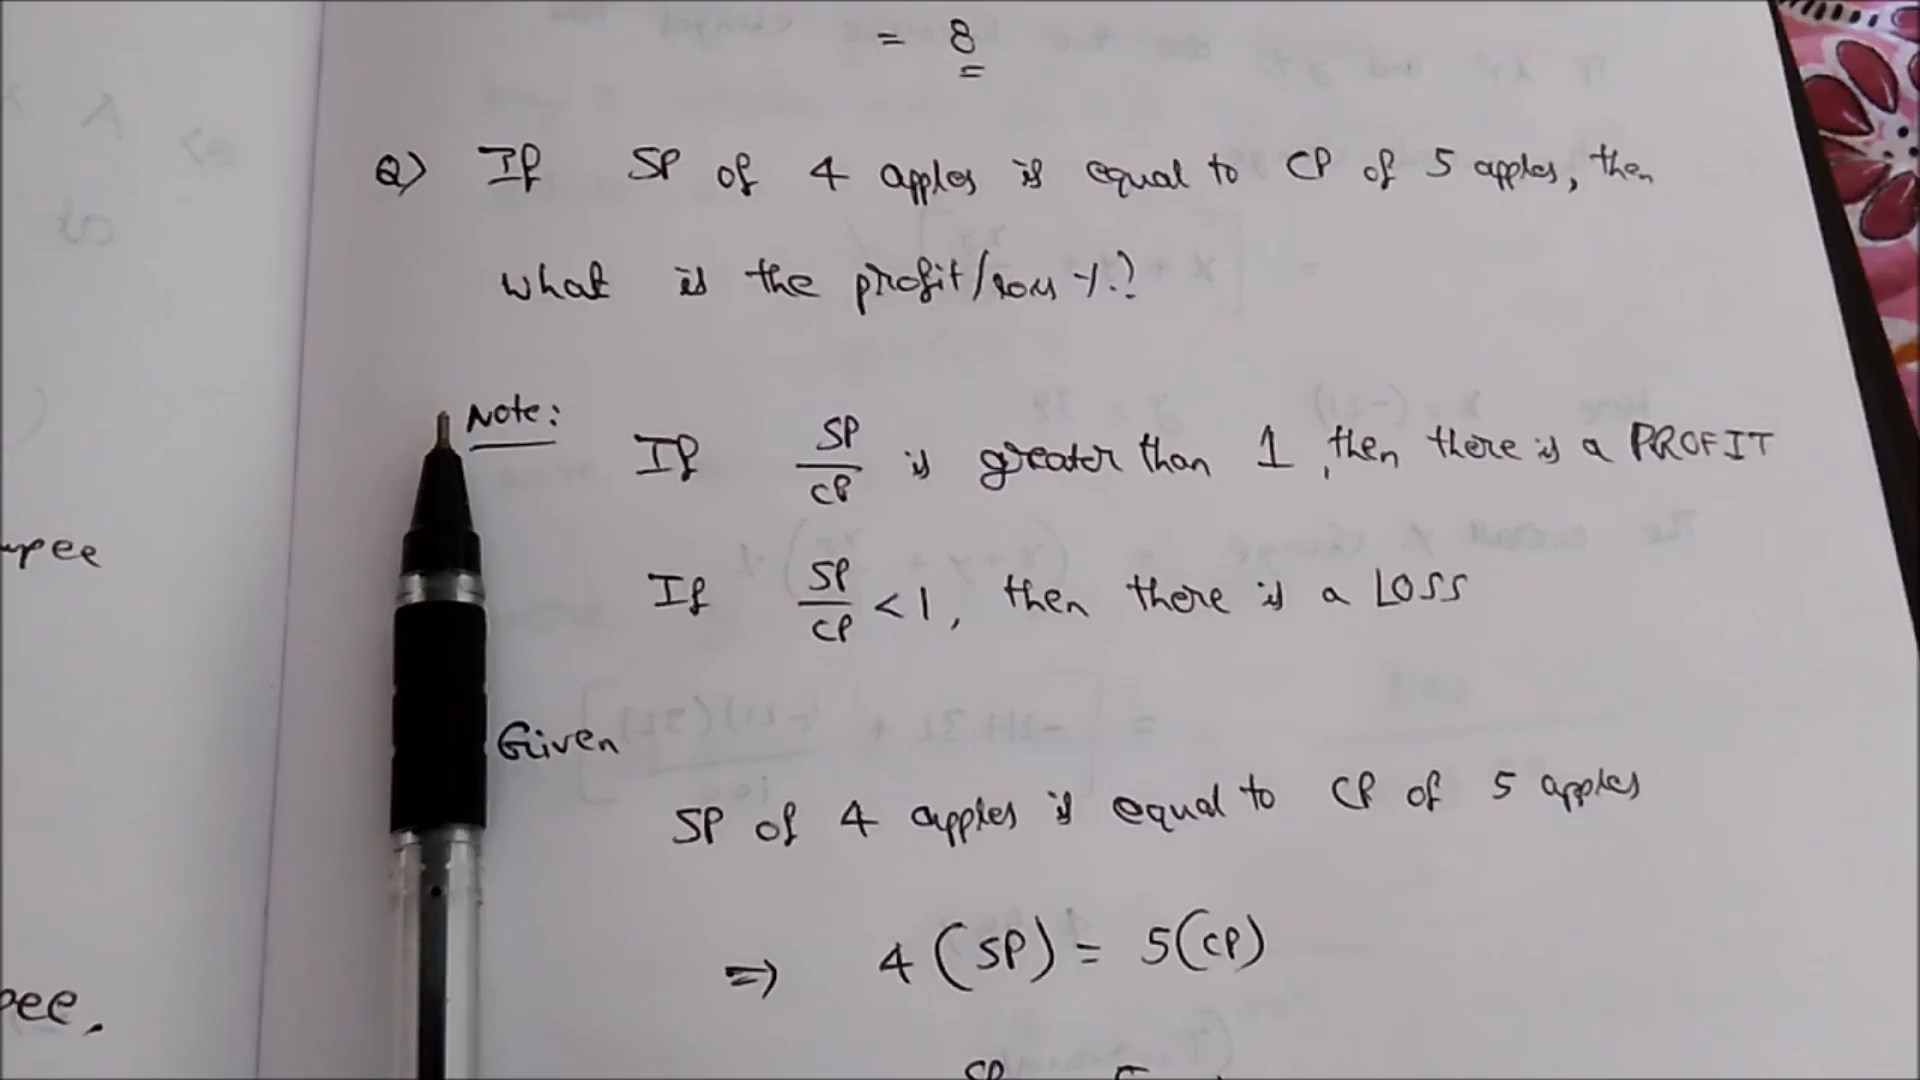 = 8
Q) If SP of 4 apples is equal to CP of 5 apples, then
what is the profit/loss %?
Note:
If SP/CP is greater than 1, then there is a PROFIT
If SP/CP < 1, then there is a LOSS
Given
SP of 4 apples is equal to CP of 5 apples
=> 4 (SP) = 5(CP)